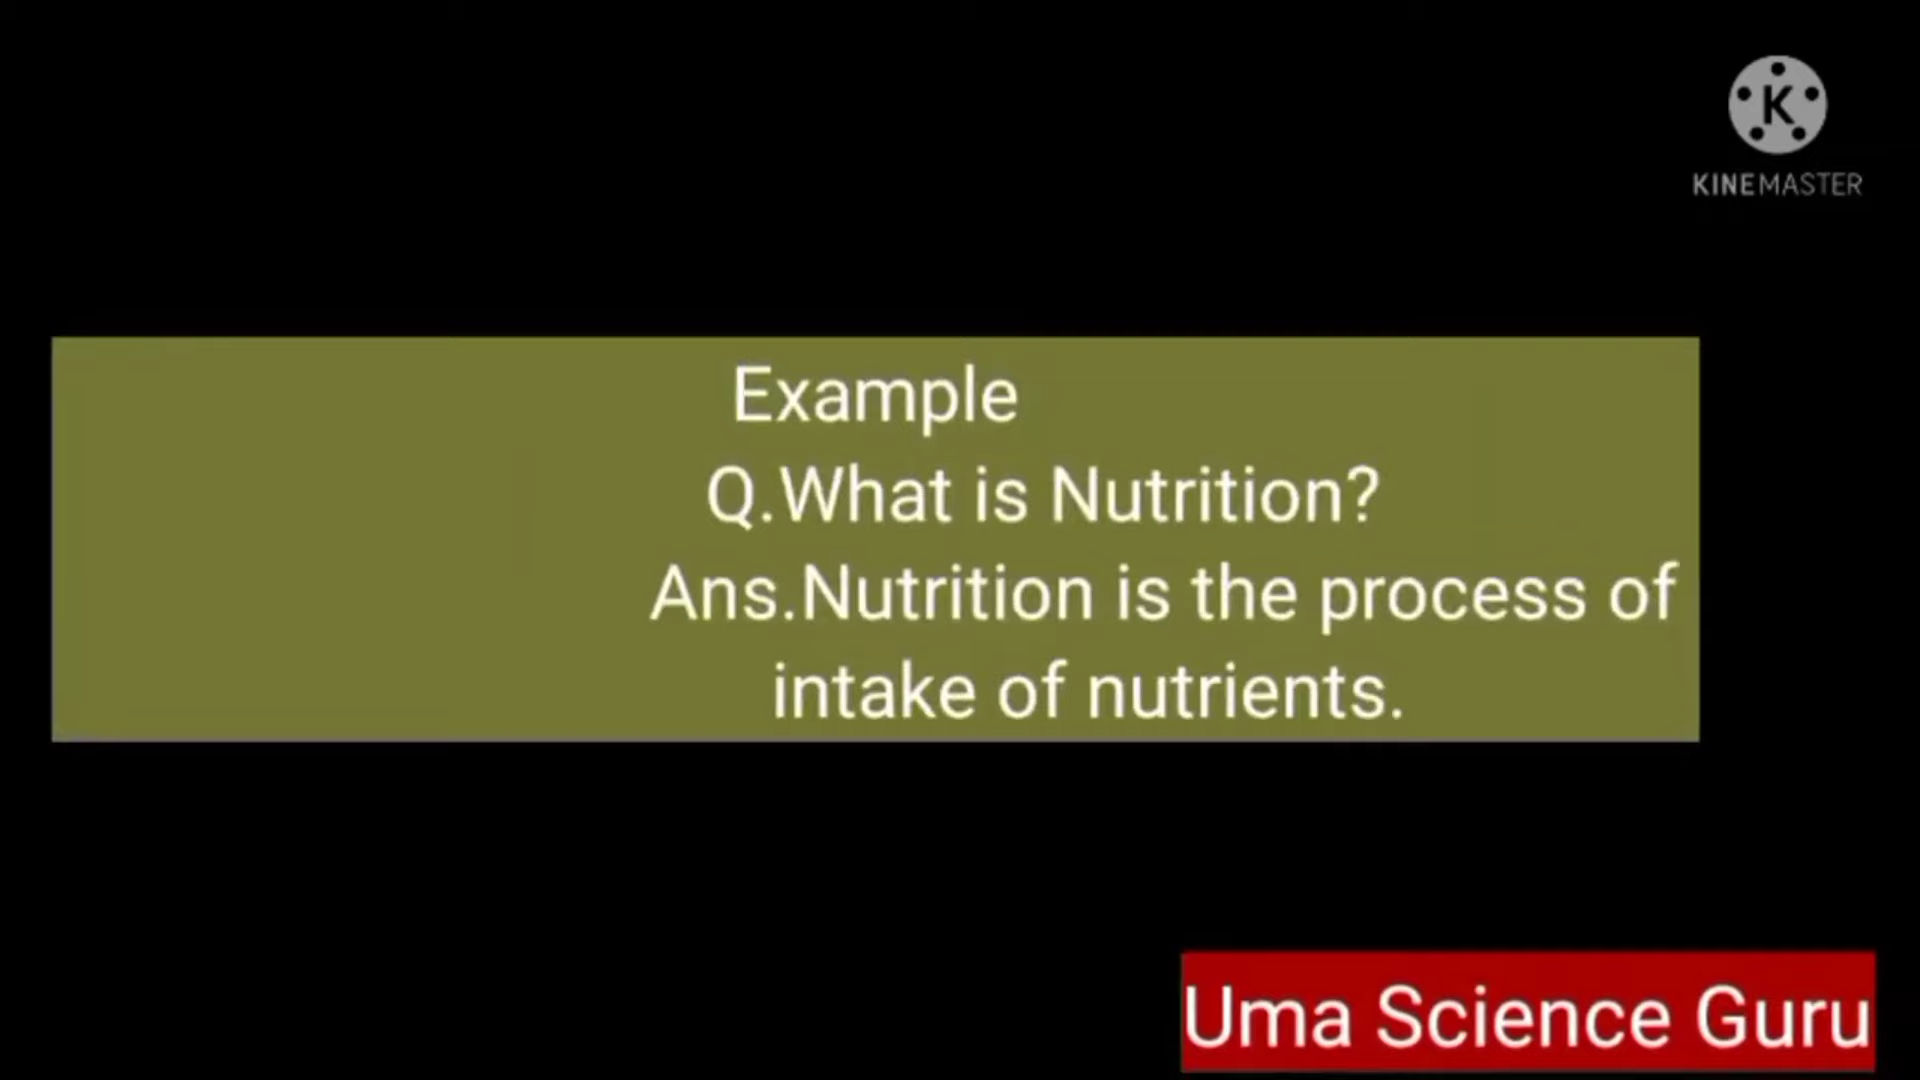 K
KINEMASTER
Example
Q.What is Nutrition?
Ans.Nutrition is the process of
intake of nutrients.
Uma Science Guru